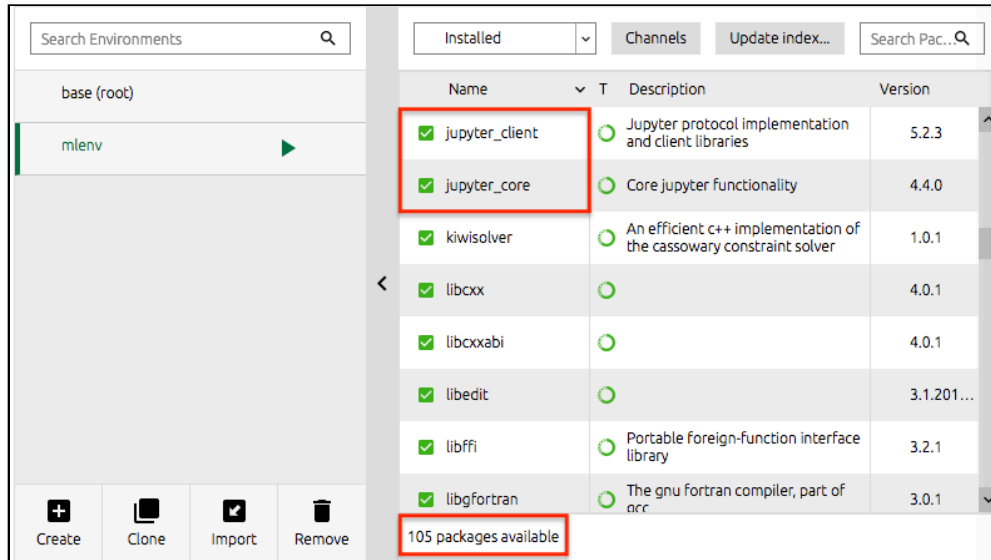 Search Environments
Installed
Channels
Update index...
Search Pac...
base (root)
mlenv
Name
T
Description
Version
jupyter_client
Jupyter protocol implementation
and client libraries
5.2.3
jupyter_core
Core jupyter functionality
4.4.0
kiwisolver
An efficient c++ implementation of
the cassowary constraint solver
1.0.1
libcxx
4.0.1
libcxxabi
4.0.1
libedit
3.1.201...
libffi
Portable foreign-function interface
library
3.2.1
libgfortran
The gnu fortran compiler, part of
gcc
3.0.1
Create
Clone
Import
Remove
105 packages available